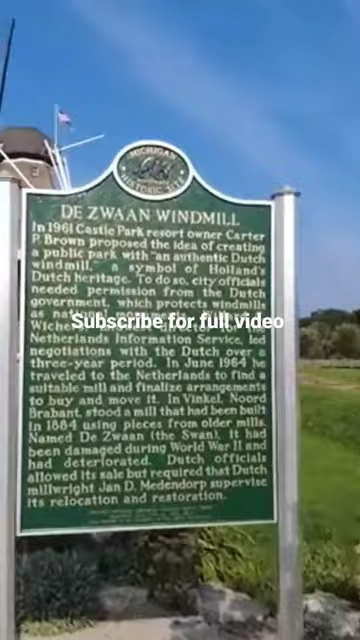 MICHIGAN
HISTORIC SITE
DE ZWAAN WINDMILL
In 1961 Castle Park resort owner Carter
P. Brown proposed the idea of creating
a public park with "an authentic Dutch
windmill," a symbol of Holland's
Dutch heritage. To do so, city officials
needed permission from the Dutch
government, which protects windmills
as national
Subscribe for full video
Wichers
Netherlands Information Service, led
negotiations with the Dutch over a
three-year period. In June 1964 he
traveled to the Netherlands to find a
suitable mill and finalize arrangements
to buy and move it. In Vinkel, Noord
Brabant, stood a mill that had been built
in 1884 using pieces from older mills.
Named De Zwaan (the Swan), it had
been damaged during World War II and
had deteriorated. Dutch officials
allowed its sale but required that Dutch
millwright Jan D. Medendorp supervise
its relocation and restoration.